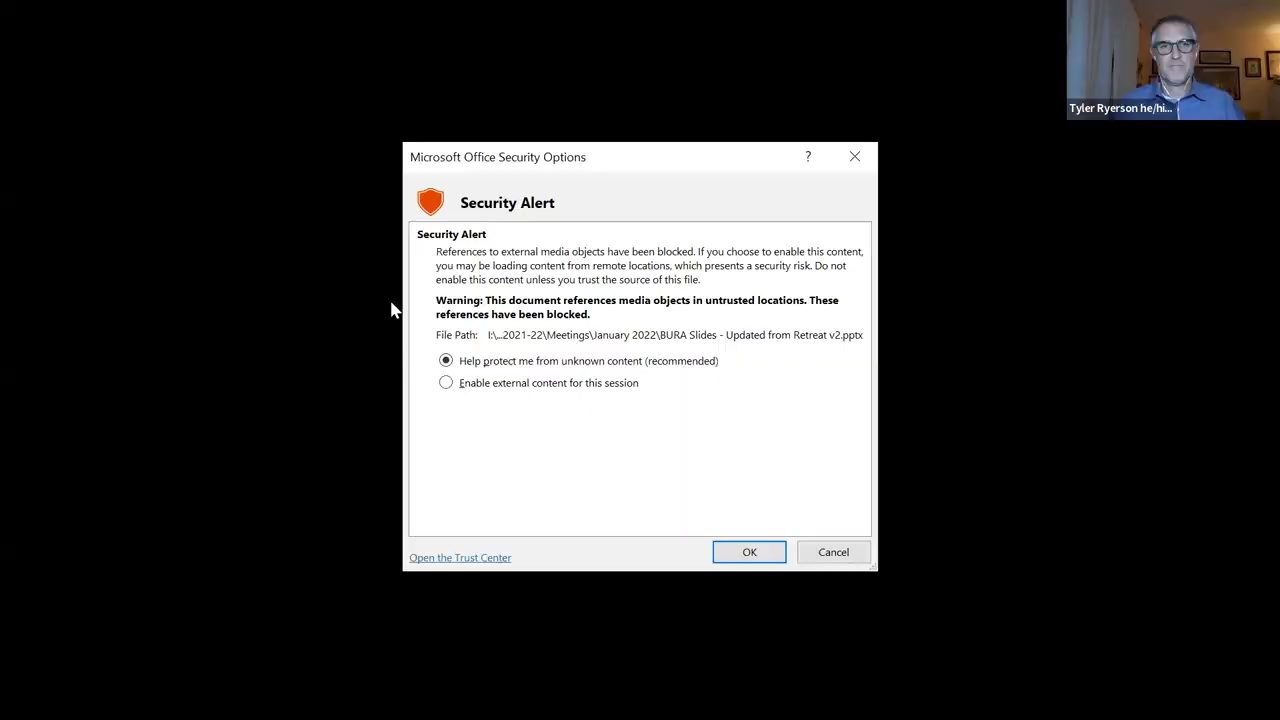 Tyler Ryerson he/hi...
Microsoft Office Security Options
?
Security Alert
Security Alert
References to external media objects have been blocked. If you choose to enable this content,
you may be loading content from remote locations, which presents a security risk. Do not
enable this content unless you trust the source of this file.
Warning: This document references media objects in untrusted locations. These
references have been blocked.
File Path: I:\...2021-22\Meetings\January 2022\BURA Slides - Updated from Retreat v2.pptx
Help protect me from unknown content (recommended)
Enable external content for this session
Open the Trust Center
OK
Cancel